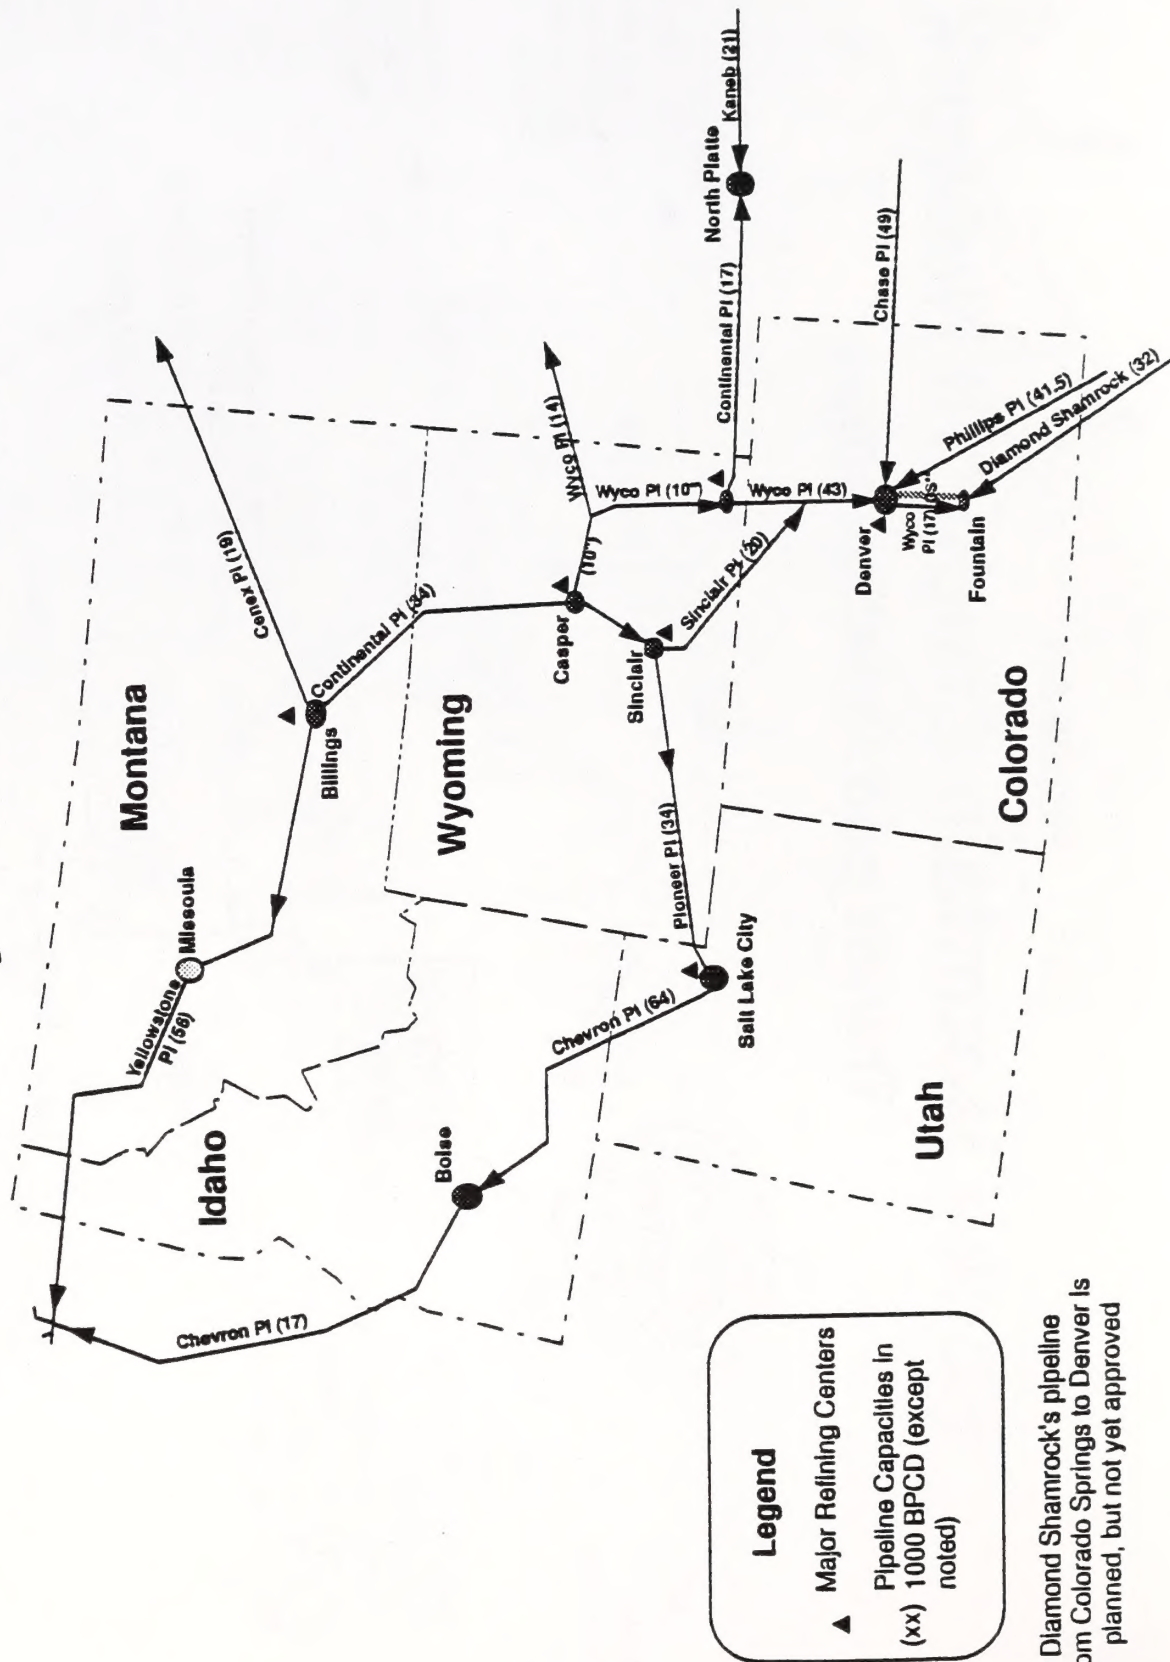 Montana
Cenex Pl (19)
Yellowstone
Pl (56)
Missoula
Billings
Continental Pl (34)
Idaho
Boise
Chevron Pl (17)
Chevron Pl (64)
Salt Lake City
Wyoming
Casper
(10")
Wyco Pl (14)
Wyco Pl (10")
Sinclair
Sinclair Pl (20)
Pioneer Pl (34)
Continental Pl (17)
North Platte
Kaneb (21)
Wyco Pl (43)
Chase Pl (49)
Denver
Wyco
Pl (17)
Fountain
Phillips Pl (41.5)
Diamond Shamrock (32)
Colorado
Utah
Legend
Major Refining Centers
Pipeline Capacities in
(xx) 1000 BPCD (except
noted)
Diamond Shamrock's pipeline
om Colorado Springs to Denver is
planned, but not yet approved